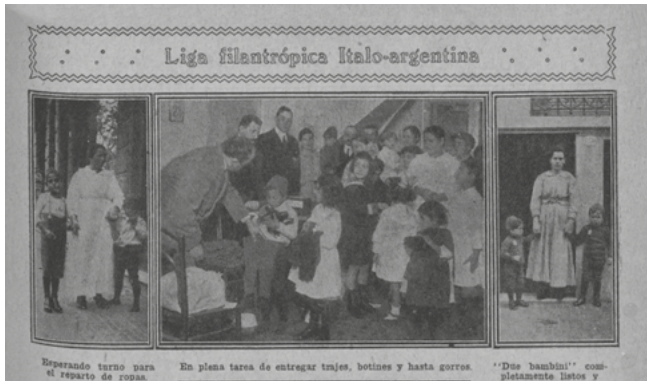 Liga filantrópica Italo-argentina
Esperando turno para
el reparto de ropas.
En plena tarea de entregar trajes, botines y hasta gorros.
"Due bambini" com-
pletamente listos y